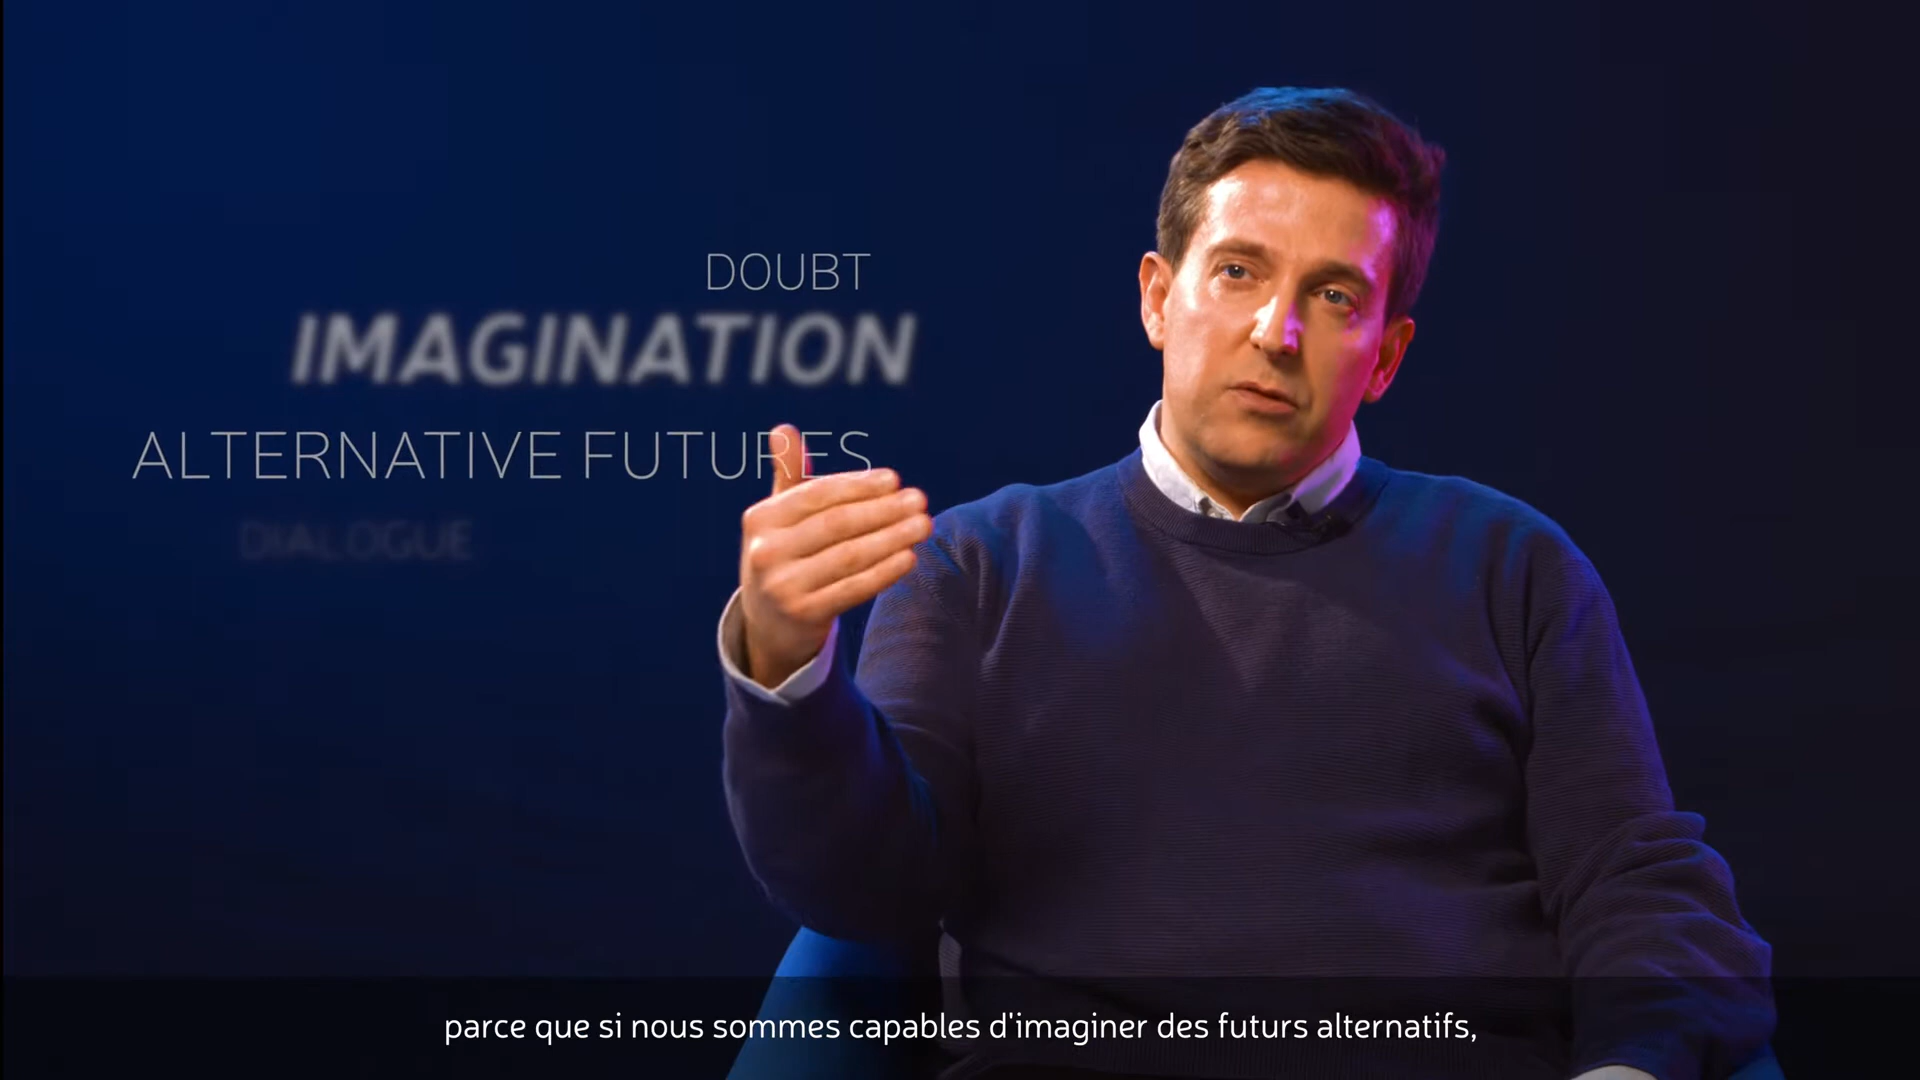 DOUBT
IMAGINATION
ALTERNATIVE FUTURES
DIALOGUE
parce que si nous sommes capables d'imaginer des futurs alternatifs,